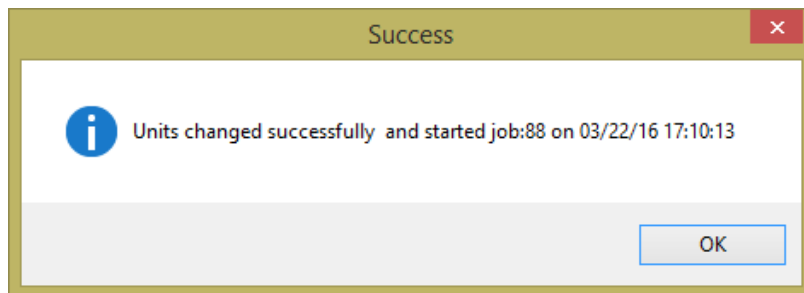 Success
Units changed successfully  and started job:88 on 03/22/16 17:10:13
OK